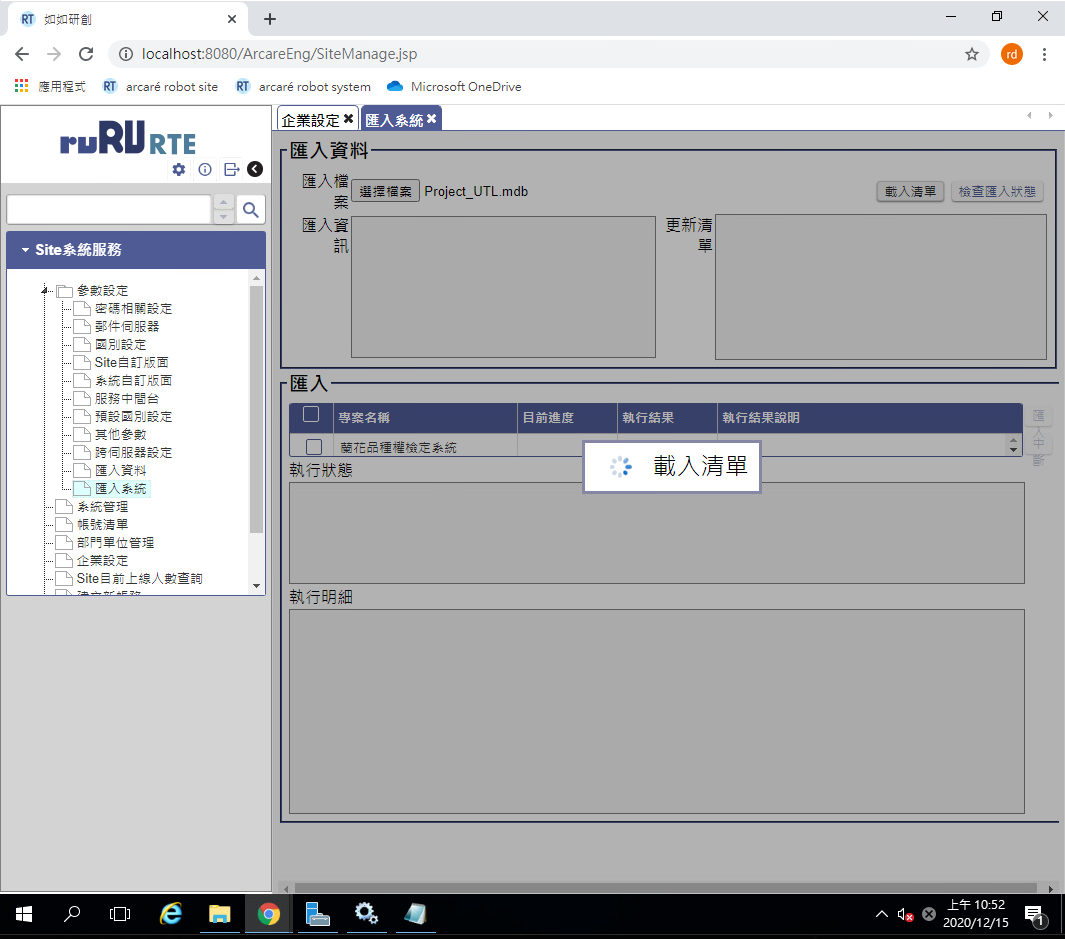 RT 如如研創
localhost:8080/ArcareEng/SiteManage.jsp
rd
應用程式
RT arcaré robot site
RT arcaré robot system
Microsoft OneDrive
ruRU RTE
Site系統服務
參數設定
密碼相關設定
郵件伺服器
國別設定
Site自訂版面
系統自訂版面
服務中間台
預設國別設定
其他參數
跨伺服器設定
匯入資料
匯入系統
系統管理
帳號清單
部門單位管理
企業設定
Site目前上線人數查詢
企業設定
匯入系統
匯入資料
匯入檔
案
選擇檔案 Project_UTL.mdb
載入清單
檢查匯入狀態
匯入資
訊
更新清
單
匯入
專案名稱
目前進度
執行結果
執行結果說明
匯
蘭花品種權檢定系統
載入清單
執行狀態
執行明細
上午 10:52
2020/12/15
1